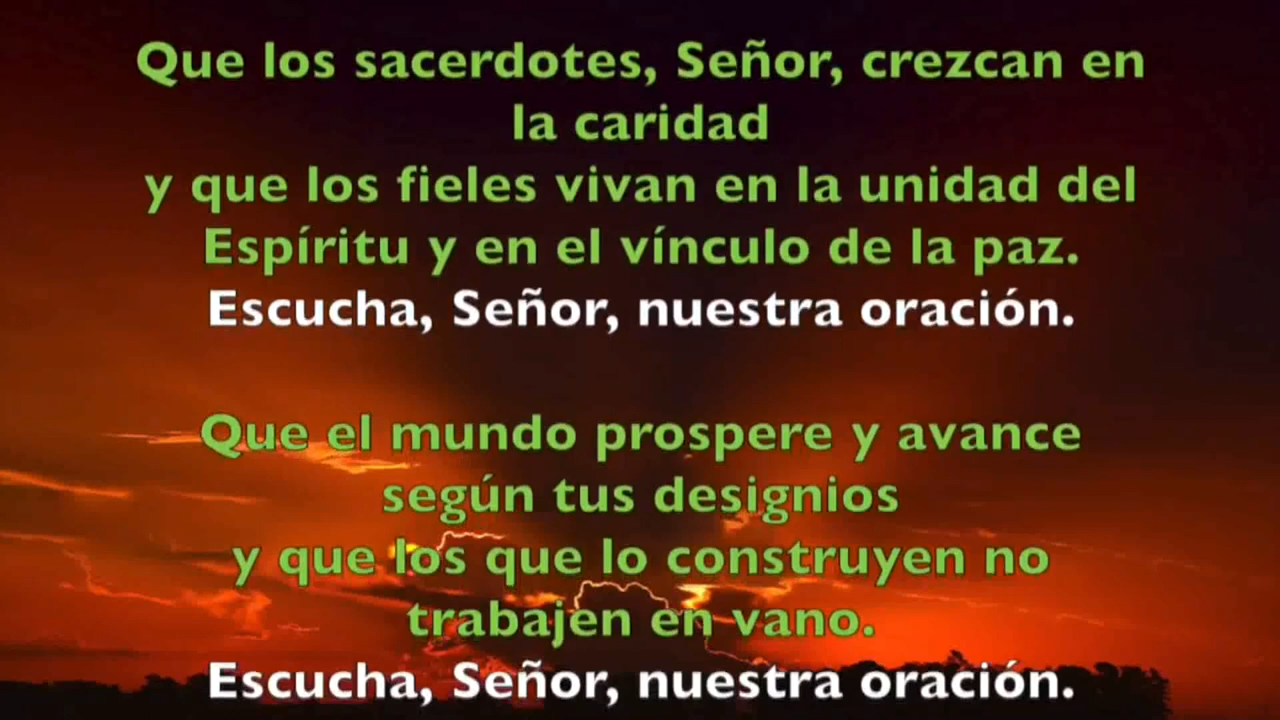 Que los sacerdotes, Señor, crezcan en
la caridad
y que los fieles vivan en la unidad del
Espíritu y en el vínculo de la paz.
Escucha, Señor, nuestra oración.
Que el mundo prospere y avance
según tus designios
y que los que lo construyen no
trabajen en vano.
Escucha, Señor, nuestra oración.